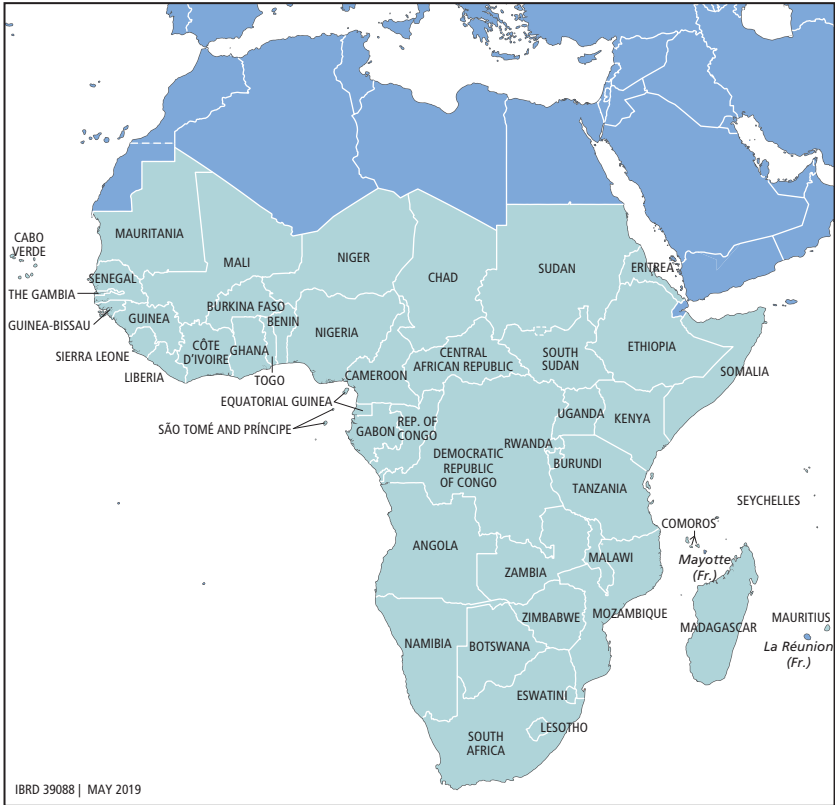 CABO
VERDE
MAURITANIA
MALI
NIGER
CHAD
SUDAN
ERITREA
SENEGAL
THE GAMBIA
GUINEA-BISSAU
GUINEA
BURKINA FASO
BENIN
NIGERIA
SIERRA LEONE
CÔTE
D'IVOIRE
GHANA
LIBERIA
TOGO
CAMEROON
CENTRAL
AFRICAN REPUBLIC
SOUTH
SUDAN
ETHIOPIA
SOMALIA
EQUATORIAL GUINEA
SÃO TOMÉ AND PRÍNCIPE
GABON
REP. OF
CONGO
DEMOCRATIC
REPUBLIC
OF CONGO
UGANDA
KENYA
RWANDA
BURUNDI
TANZANIA
SEYCHELLES
COMOROS
Mayotte
(Fr.)
ANGOLA
ZAMBIA
MALAWI
MOZAMBIQUE
ZIMBABWE
MADAGASCAR
MAURITIUS
La Réunion
(Fr.)
NAMIBIA
BOTSWANA
ESWATINI
LESOTHO
SOUTH
AFRICA
IBRD 39088 | MAY 2019